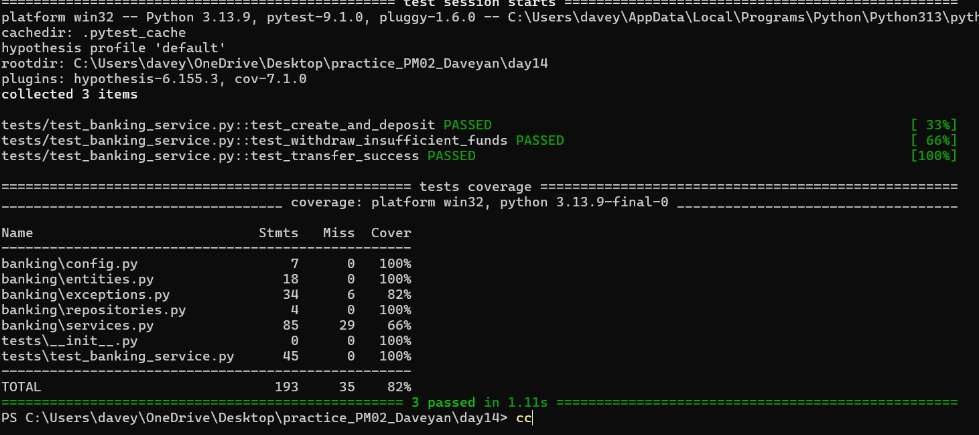 ============================================= test session starts =============================================
platform win32 -- Python 3.13.9, pytest-9.1.0, pluggy-1.6.0 -- C:\Users\davey\AppData\Local\Programs\Python\Python313\pyth
cachedir: .pytest_cache
hypothesis profile 'default'
rootdir: C:\Users\davey\OneDrive\Desktop\practice_PM02_Daveyan\day14
plugins: hypothesis-6.155.3, cov-7.1.0
collected 3 items
tests/test_banking_service.py::test_create_and_deposit PASSED [ 33%]
tests/test_banking_service.py::test_withdraw_insufficient_funds PASSED [ 66%]
tests/test_banking_service.py::test_transfer_success PASSED [100%]
=================================================== tests coverage ====================================================
___________________________________ coverage: platform win32, python 3.13.9-final-0 ___________________________________
Name Stmts Miss Cover
---------------------------------------------------
banking\config.py 7 0 100%
banking\entities.py 18 0 100%
banking\exceptions.py 34 6 82%
banking\repositories.py 4 0 100%
banking\services.py 85 29 66%
tests\__init__.py 0 0 100%
tests\test_banking_service.py 45 0 100%
---------------------------------------------------
TOTAL 193 35 82%
================================================== 3 passed in 1.11s ==================================================
PS C:\Users\davey\OneDrive\Desktop\practice_PM02_Daveyan\day14> cc